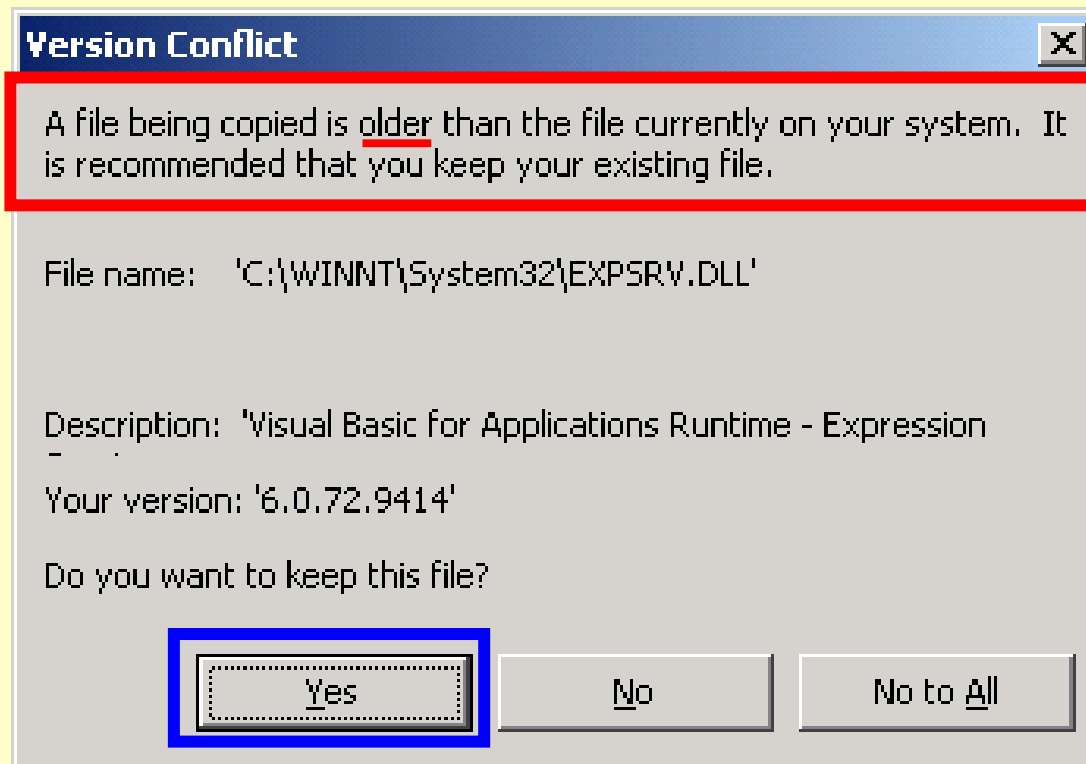 Version Conflict
A file being copied is older than the file currently on your system. It
is recommended that you keep your existing file.
File name: 'C:\WINNT\System32\EXPSRV.DLL'
Description: 'Visual Basic for Applications Runtime - Expression
Your version: '6.0.72.9414'
Do you want to keep this file?
Yes No No to All